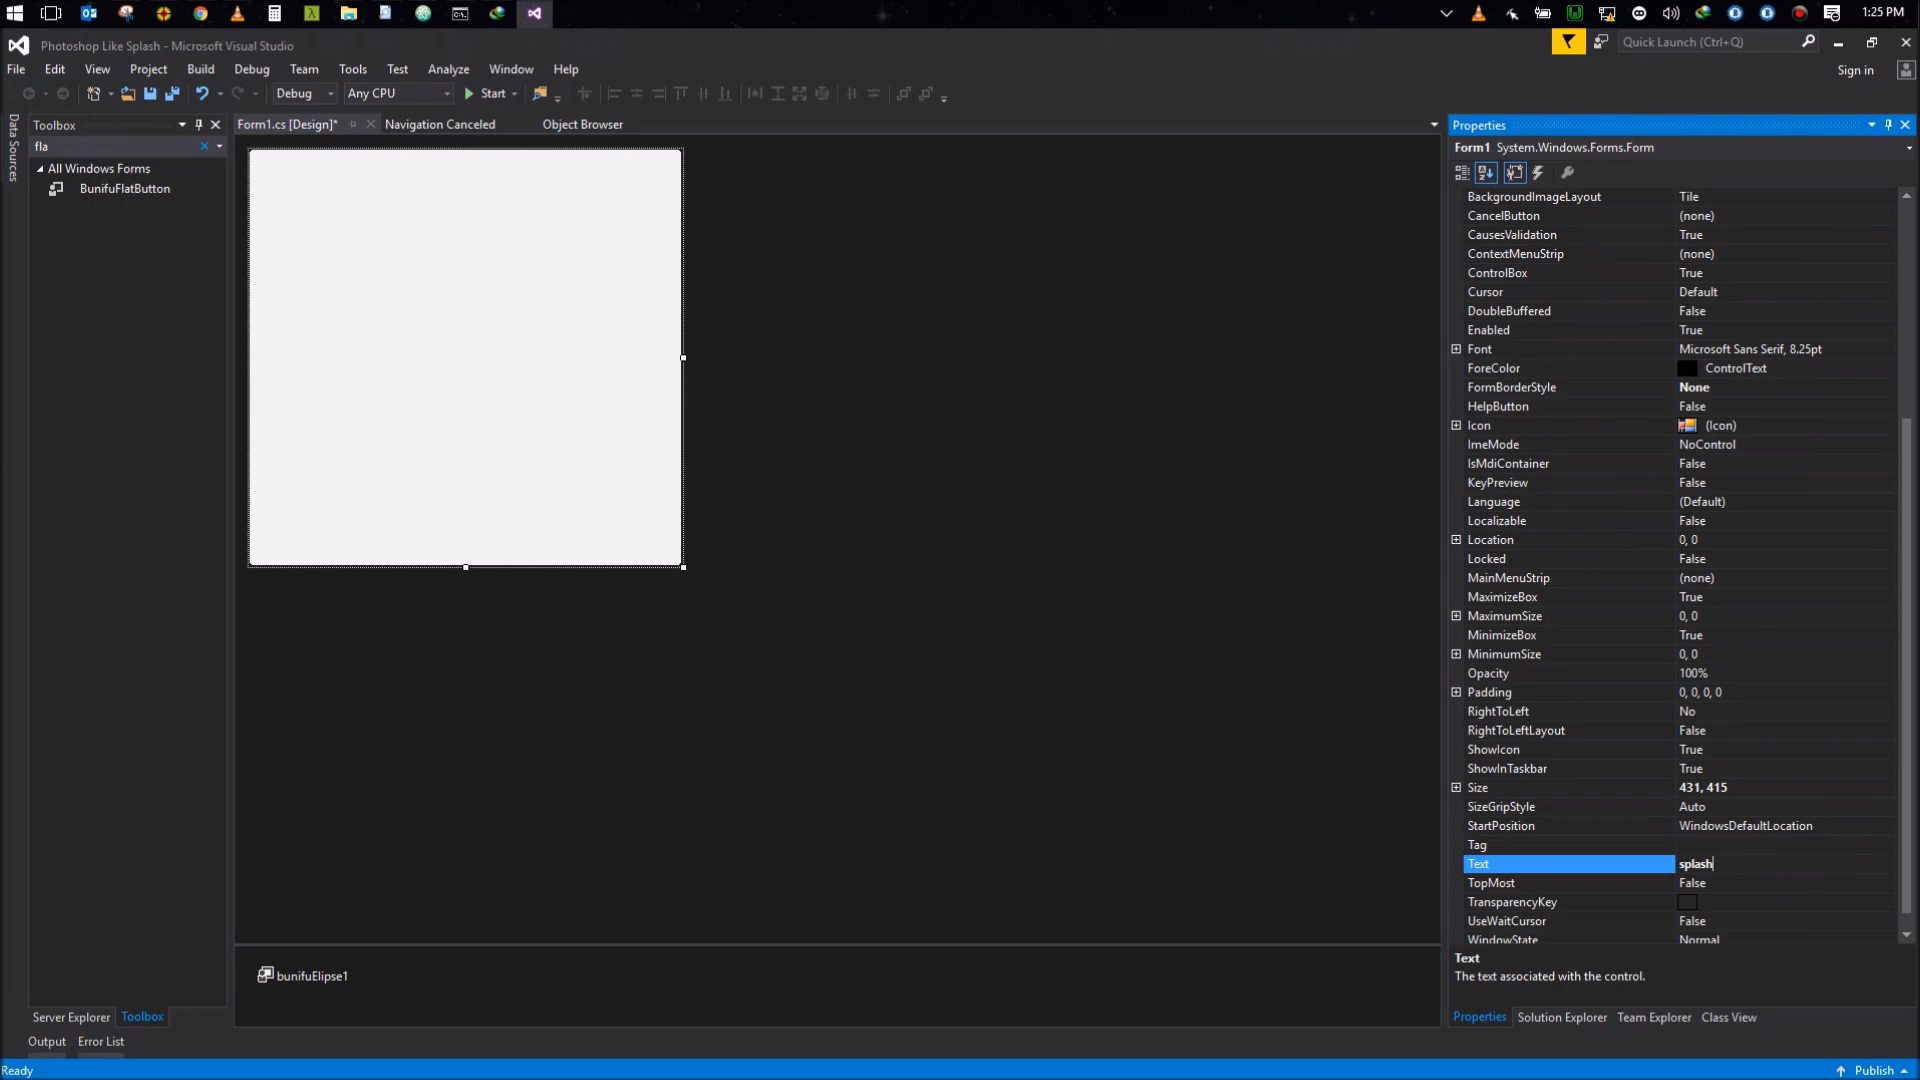 1:25 PM
Photoshop Like Splash - Microsoft Visual Studio
Quick Launch (Ctrl+Q)
File Edit View Project Build Debug Team Tools Test Analyze Window Help
Sign in
Debug Any CPU Start
Data Sources
Toolbox
Form1.cs [Design]* Navigation Canceled Object Browser
Properties
fla
Form1 System.Windows.Forms.Form
All Windows Forms
BunifuFlatButton
BackgroundImageLayout Tile
CancelButton (none)
CausesValidation True
ContextMenuStrip (none)
ControlBox True
Cursor Default
DoubleBuffered False
Enabled True
Font Microsoft Sans Serif, 8.25pt
ForeColor ControlText
FormBorderStyle None
HelpButton False
Icon (Icon)
ImeMode NoControl
IsMdiContainer False
KeyPreview False
Language (Default)
Localizable False
Location 0, 0
Locked False
MainMenuStrip (none)
MaximizeBox True
MaximumSize 0, 0
MinimizeBox True
MinimumSize 0, 0
Opacity 100%
Padding 0, 0, 0, 0
RightToLeft No
RightToLeftLayout False
ShowIcon True
ShowInTaskbar True
Size 431, 415
SizeGripStyle Auto
StartPosition WindowsDefaultLocation
Tag
Text splash
TopMost False
TransparencyKey
UseWaitCursor False
WindowState Normal
Text
The text associated with the control.
bunifuElipse1
Server Explorer Toolbox
Properties Solution Explorer Team Explorer Class View
Output Error List
Ready
Publish